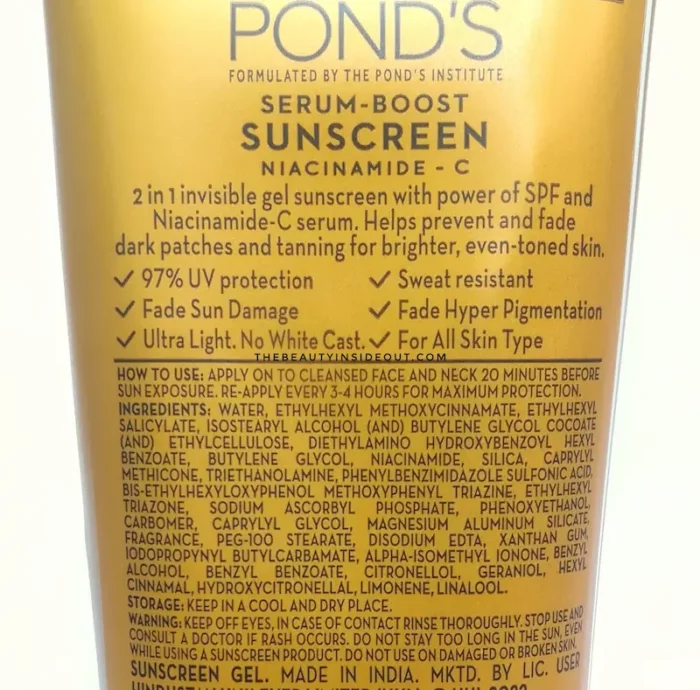 POND'S
FORMULATED BY THE POND'S INSTITUTE
SERUM-BOOST
SUNSCREEN
NIACINAMIDE - C
2 in 1 invisible gel sunscreen with power of SPF and
Niacinamide-C serum. Helps prevent and fade
dark patches and tanning for brighter, even-toned skin.
✓ 97% UV protection ✓ Sweat resistant
✓ Fade Sun Damage ✓ Fade Hyper Pigmentation
✓ Ultra Light. No White Cast. ✓ For All Skin Type
THEBEAUTYINSIDEOUT.COM
HOW TO USE: APPLY ON TO CLEANSED FACE AND NECK 20 MINUTES BEFORE
SUN EXPOSURE. RE-APPLY EVERY 3-4 HOURS FOR MAXIMUM PROTECTION.
INGREDIENTS: WATER, ETHYLHEXYL METHOXYCINNAMATE, ETHYLHEXYL
SALICYLATE, ISOSTEARYL ALCOHOL (AND) BUTYLENE GLYCOL COCOATE
(AND) ETHYLCELLULOSE, DIETHYLAMINO HYDROXYBENZOYL HEXYL
BENZOATE, BUTYLENE GLYCOL, NIACINAMIDE, SILICA, CAPRYLYL
METHICONE, TRIETHANOLAMINE, PHENYLBENZIMIDAZOLE SULFONIC ACID,
BIS-ETHYLHEXYLOXYPHENOL METHOXYPHENYL TRIAZINE, ETHYLHEXYL
TRIAZONE, SODIUM ASCORBYL PHOSPHATE, PHENOXYETHANOL,
CARBOMER, CAPRYLYL GLYCOL, MAGNESIUM ALUMINUM SILICATE,
FRAGRANCE, PEG-100 STEARATE, DISODIUM EDTA, XANTHAN GUM,
IODOPROPYNYL BUTYLCARBAMATE, ALPHA-ISOMETHYL IONONE, BENZYL
ALCOHOL, BENZYL BENZOATE, CITRONELLOL, GERANIOL, HEXYL
CINNAMAL, HYDROXYCITRONELLAL, LIMONENE, LINALOOL.
STORAGE: KEEP IN A COOL AND DRY PLACE.
WARNING: KEEP OFF EYES, IN CASE OF CONTACT RINSE THOROUGHLY. STOP USE AND
CONSULT A DOCTOR IF RASH OCCURS. DO NOT STAY TOO LONG IN THE SUN, EVEN
WHILE USING A SUNSCREEN PRODUCT. DO NOT USE ON DAMAGED OR BROKEN SKIN.
SUNSCREEN GEL. MADE IN INDIA. MKTD. BY LIC. USER